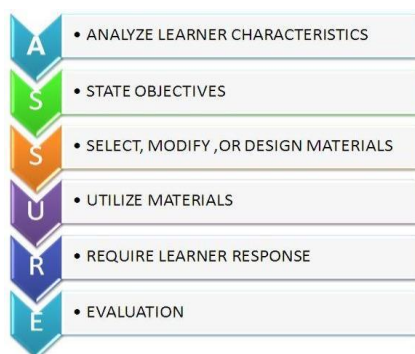 A • ANALYZE LEARNER CHARACTERISTICS
S • STATE OBJECTIVES
S • SELECT, MODIFY ,OR DESIGN MATERIALS
U • UTILIZE MATERIALS
R • REQUIRE LEARNER RESPONSE
E • EVALUATION